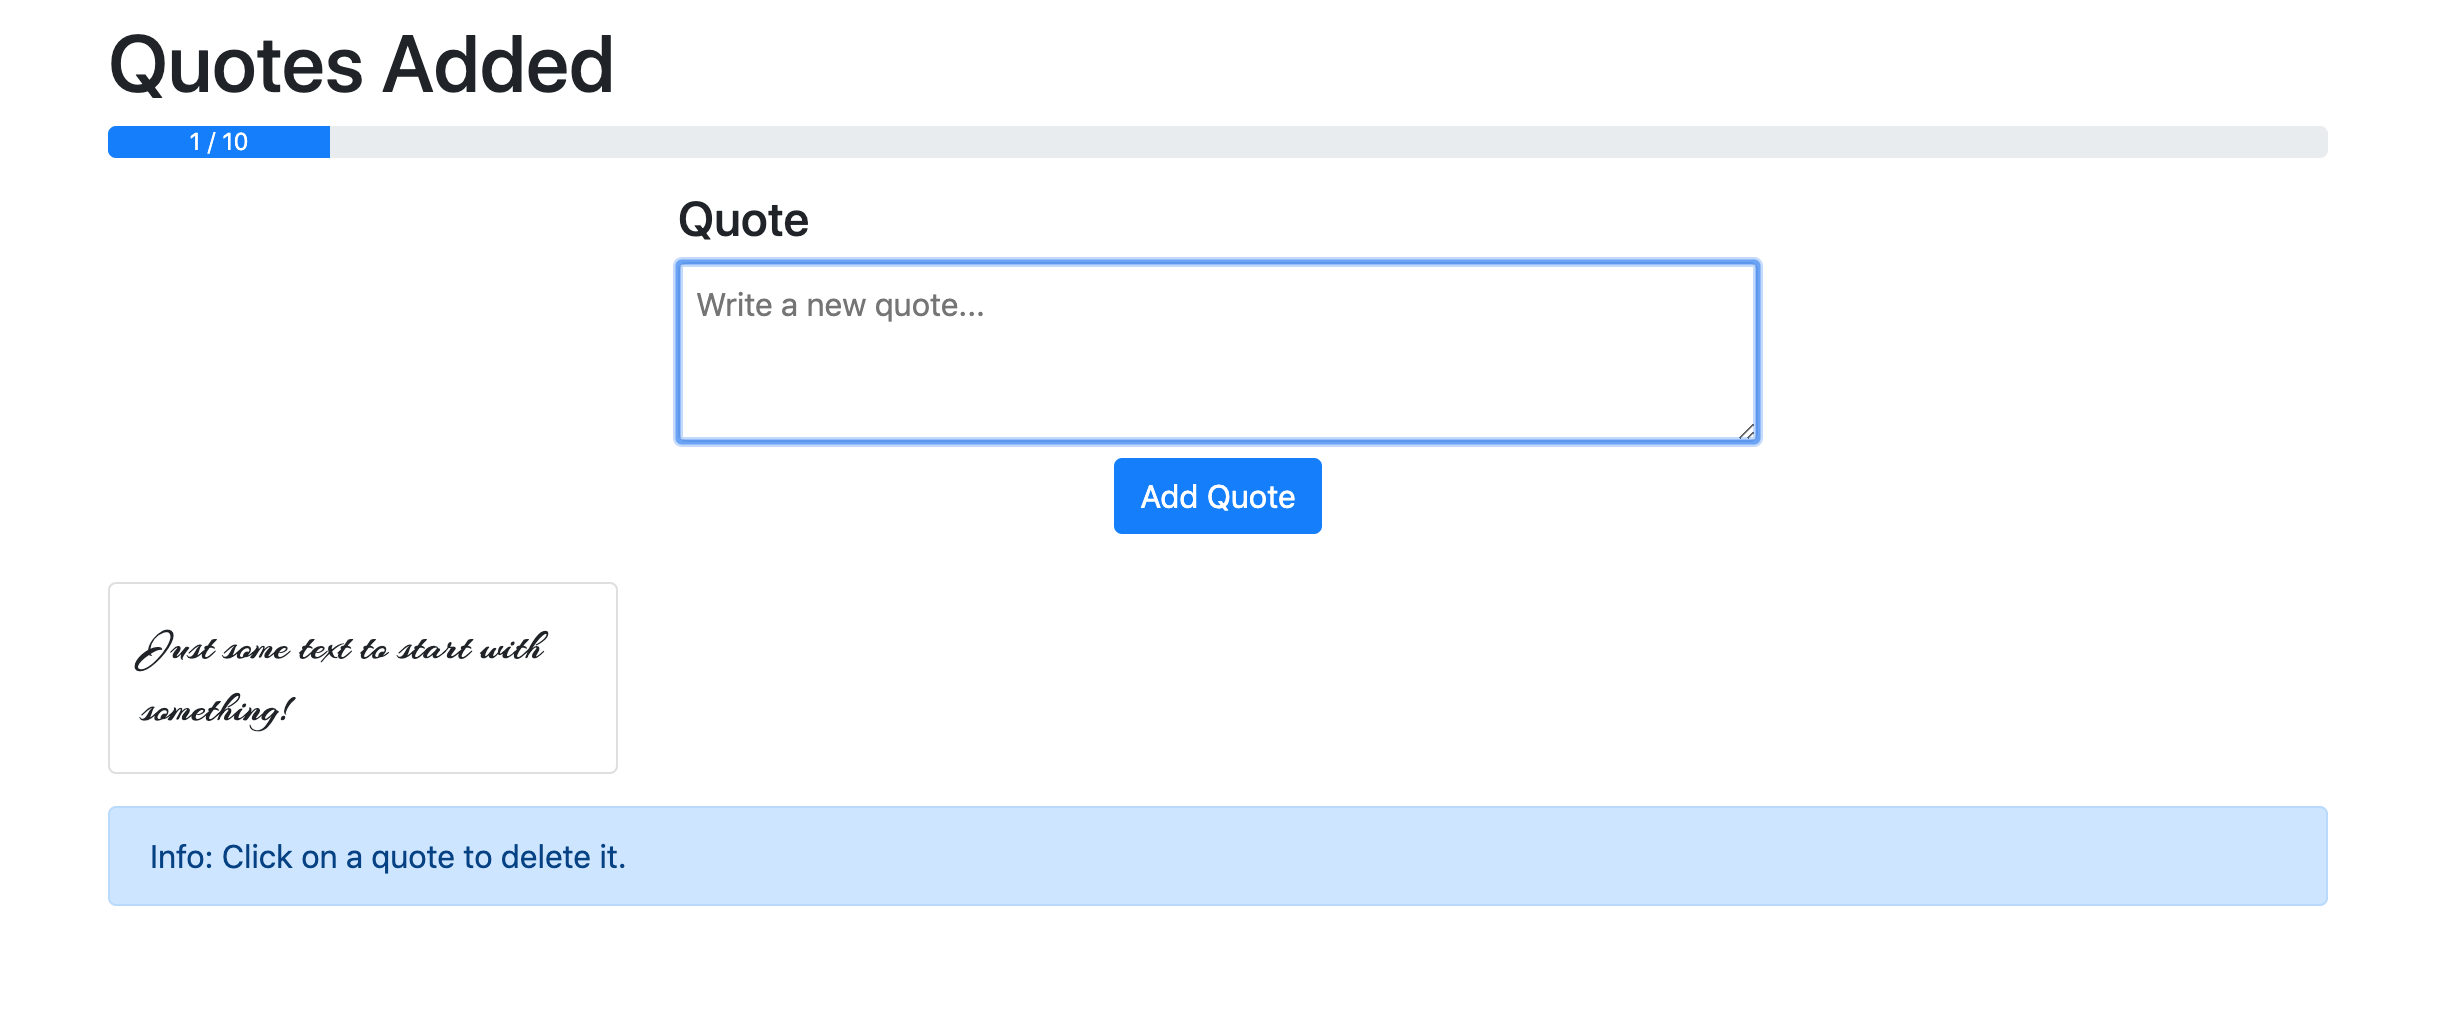 Quotes Added
1 / 10
Quote
Write a new quote...
Add Quote
Just some text to start with
something!
Info: Click on a quote to delete it.